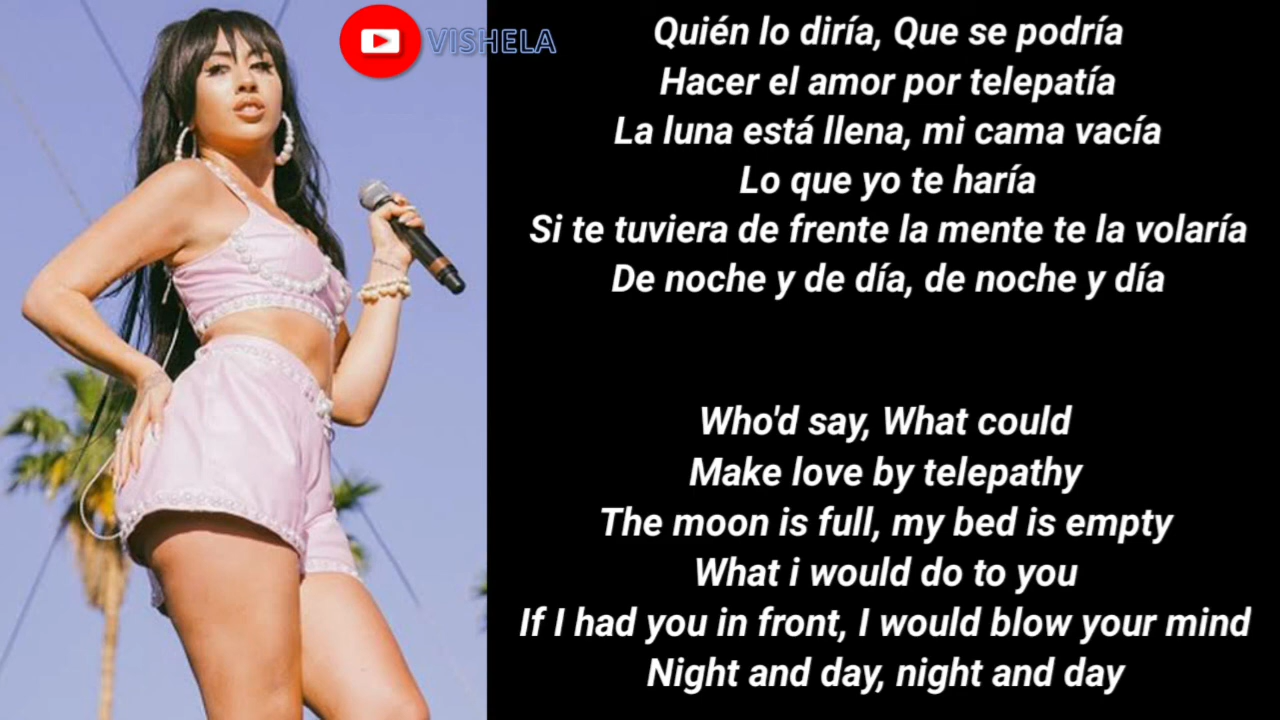 VISHELA
Quién lo diría, Que se podría
Hacer el amor por telepatía
La luna está llena, mi cama vacía
Lo que yo te haría
Si te tuviera de frente la mente te la volaría
De noche y de día, de noche y día
Who'd say, What could
Make love by telepathy
The moon is full, my bed is empty
What i would do to you
If I had you in front, I would blow your mind
Night and day, night and day